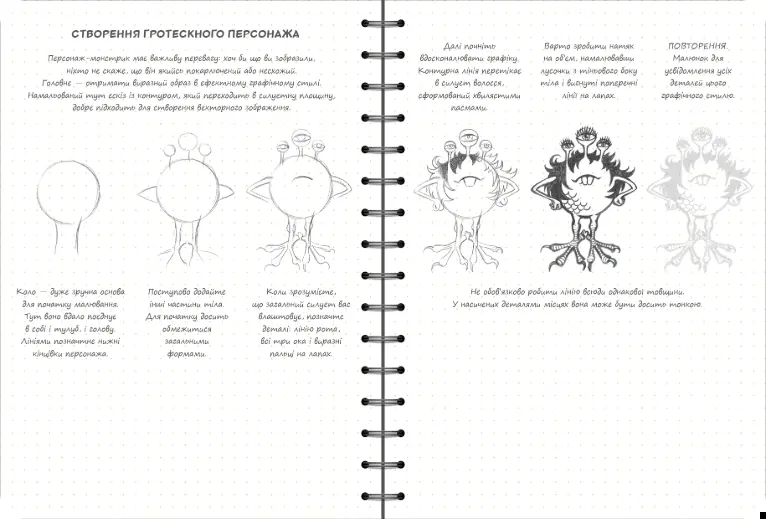 СТВОРЕННЯ ГРОТЕСКНОГО ПЕРСОНАЖА
Персонаж-монстрик має важливу перевагу: хоч би що ви зобразили,
ніхто не скаже, що він якийсь покарлючений або несхожий.
Головне — отримати виразний образ в ефектному графічному стилі.
Намальований тут ескіз із контуром, який переходить в силуетну площину,
добре підходить для створення векторного зображення.
Коло — дуже зручна основа
для початку малювання.
Тут воно вдало поєднує
в собі і тулуб, і голову.
Лініями позначте нижні
кінцівки персонажа.
Поступово додайте
інші частини тіла.
Для початку досить
обмежитися
загальними
формами.
Коли зрозумієте,
що загальний силует вас
влаштовує, позначте
деталі: лінію рота,
всі три ока і виразні
пальці на лапах.
Далі почніть
вдосконалювати графіку.
Контурна лінія перетікає
в силует волосся,
сформований хвилястими
пасмами.
Варто зробити натяк
на об'єм, намалювавши
лусочки з тіньового боку
тіла і вигнуті поперечні
лінії на лапах.
ПОВТОРЕННЯ.
Малюнок для
усвідомлення усіх
деталей цього
графічного стилю.
Не обов'язково робити лінію всюди однакової товщини.
У насичених деталями місцях вона може бути досить тонкою.